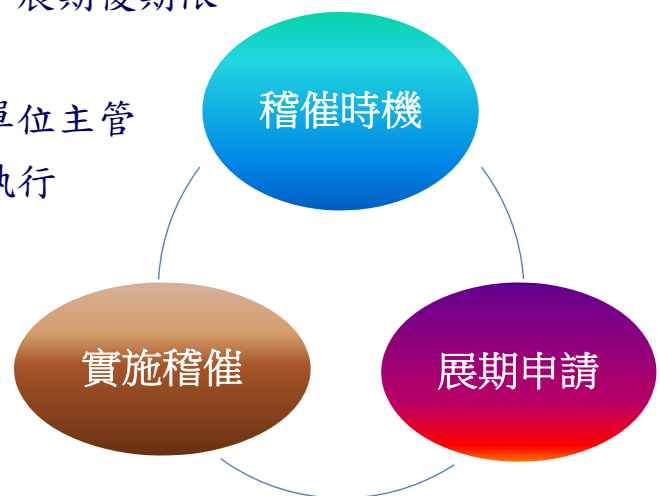 展期後期限
單位主管
執行
稽催時機
實施稽催
展期申請